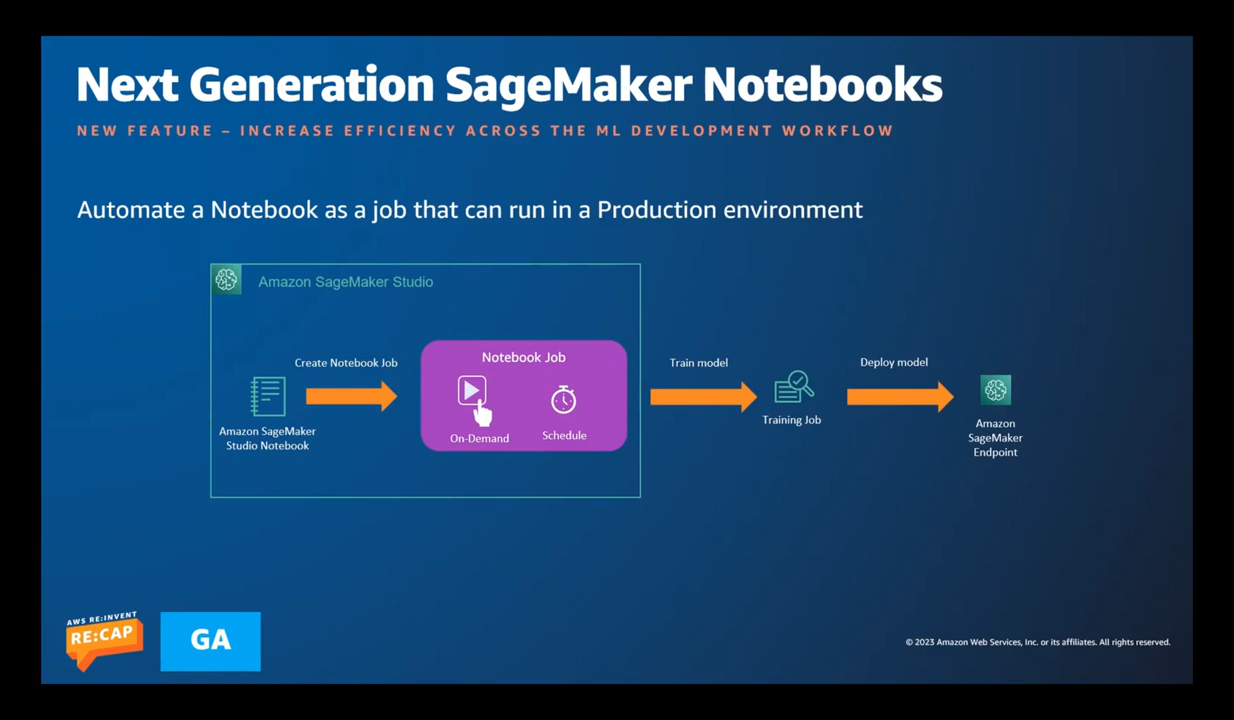 Next Generation SageMaker Notebooks
NEW FEATURE – INCREASE EFFICIENCY ACROSS THE ML DEVELOPMENT WORKFLOW
Automate a Notebook as a job that can run in a Production environment
Amazon SageMaker Studio
Create Notebook Job
Amazon SageMaker
Studio Notebook
Notebook Job
On-Demand
Schedule
Train model
Training Job
Deploy model
Amazon
SageMaker
Endpoint
AWS RE:INVENT
RE:CAP
GA
© 2023 Amazon Web Services, Inc. or its affiliates. All rights reserved.